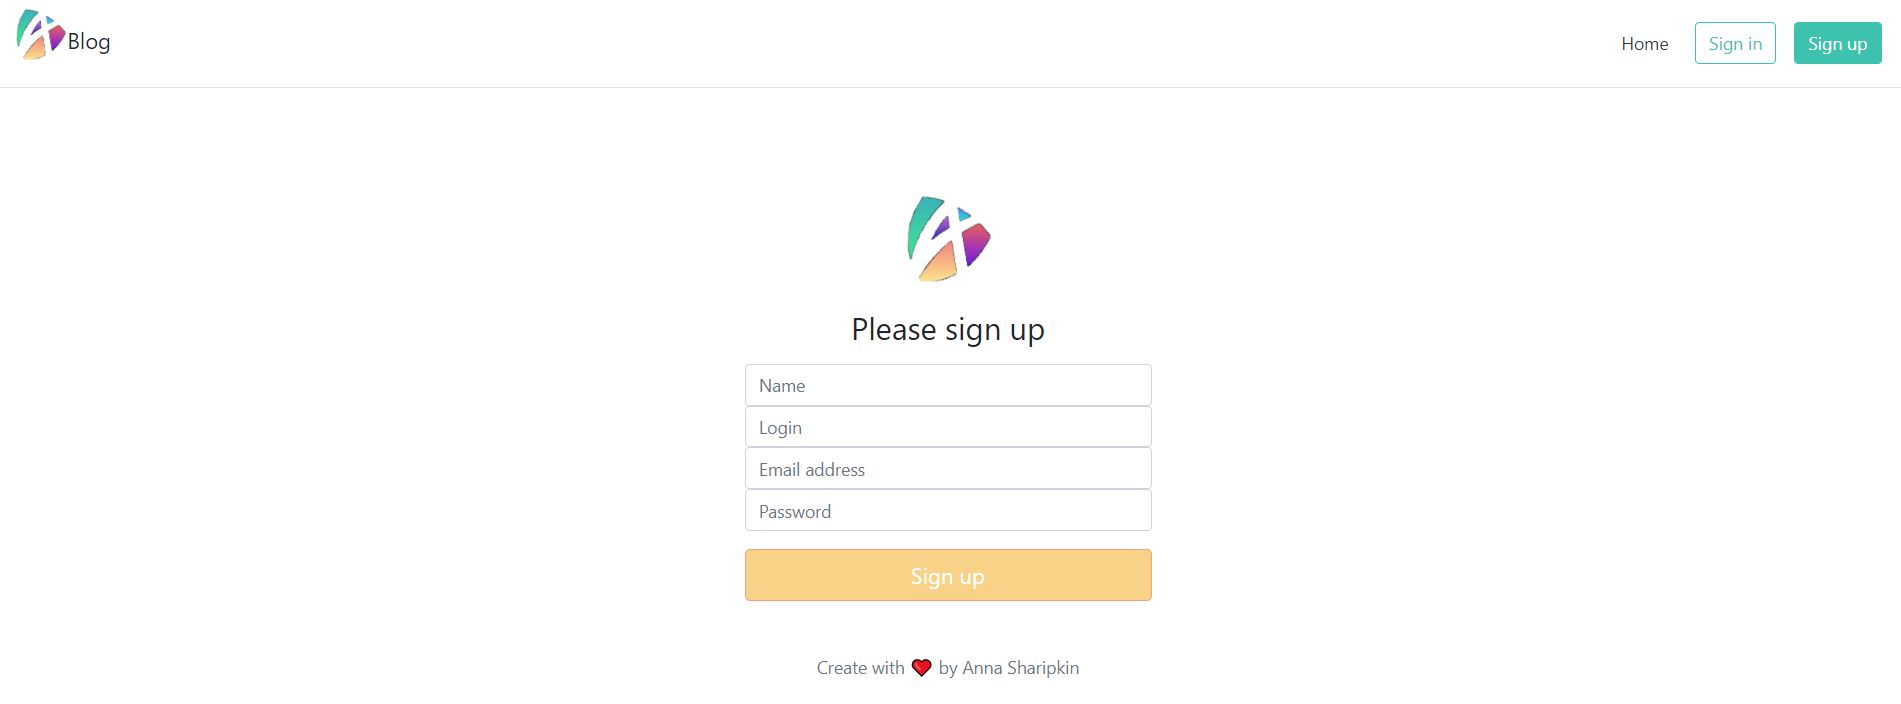 Blog
Home
Sign in
Sign up
Please sign up
Name
Login
Email address
Password
Sign up
Create with ❤ by Anna Sharipkin